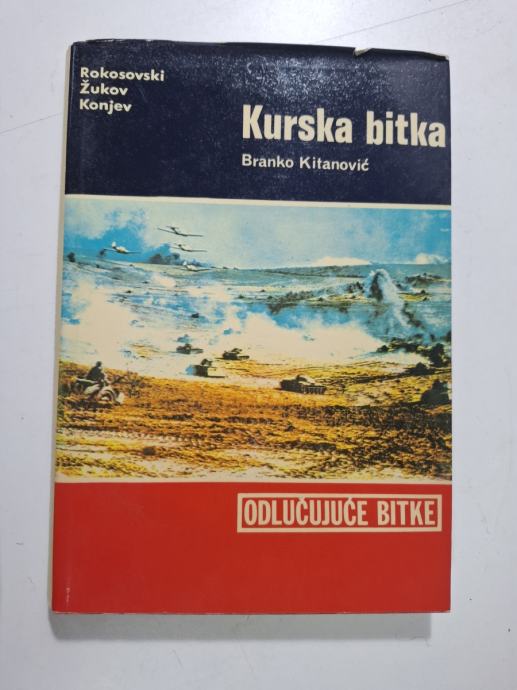 Rokosovski
Žukov
Konjev
Kurska bitka
Branko Kitanović
ODLUČUJUĆE BITKE